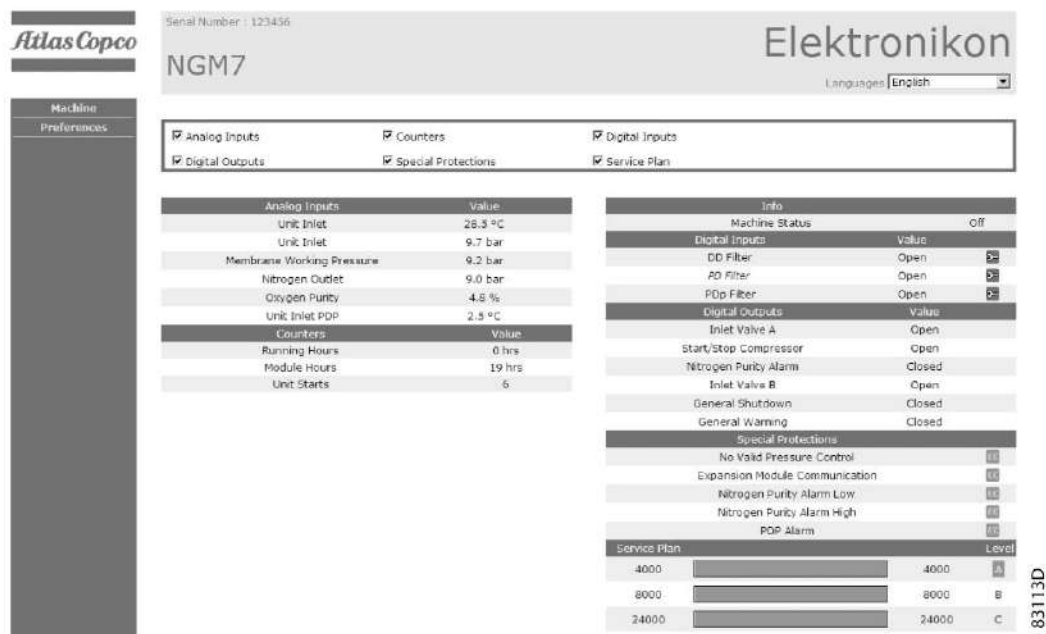 Atlas Copco
Machine
Preferences
Serial Number : 123456
NGM7
Elektronikon
Languages English
Analog Inputs Counters Digital Inputs
Digital Outputs Special Protections Service Plan
Analog Inputs Value
Unit Inlet 28.5 °C
Unit Inlet 9.7 bar
Membrane Working Pressure 9.2 bar
Nitrogen Outlet 9.0 bar
Oxygen Purity 4.8 %
Unit Inlet PDP 2.5 °C
Counters Value
Running Hours 0 hrs
Module Hours 19 hrs
Unit Starts 6
Info
Machine Status Off
Digital Inputs Value
DD Filter Open
PD Filter Open
PDp Filter Open
Digital Outputs Value
Inlet Valve A Open
Start/Stop Compressor Open
Nitrogen Purity Alarm Closed
Inlet Valve B Open
General Shutdown Closed
General Warning Closed
Special Protections
No Valid Pressure Control
Expansion Module Communication
Nitrogen Purity Alarm Low
Nitrogen Purity Alarm High
PDP Alarm
Service Plan Level
4000 4000 A
8000 8000 B
24000 24000 C
83113D